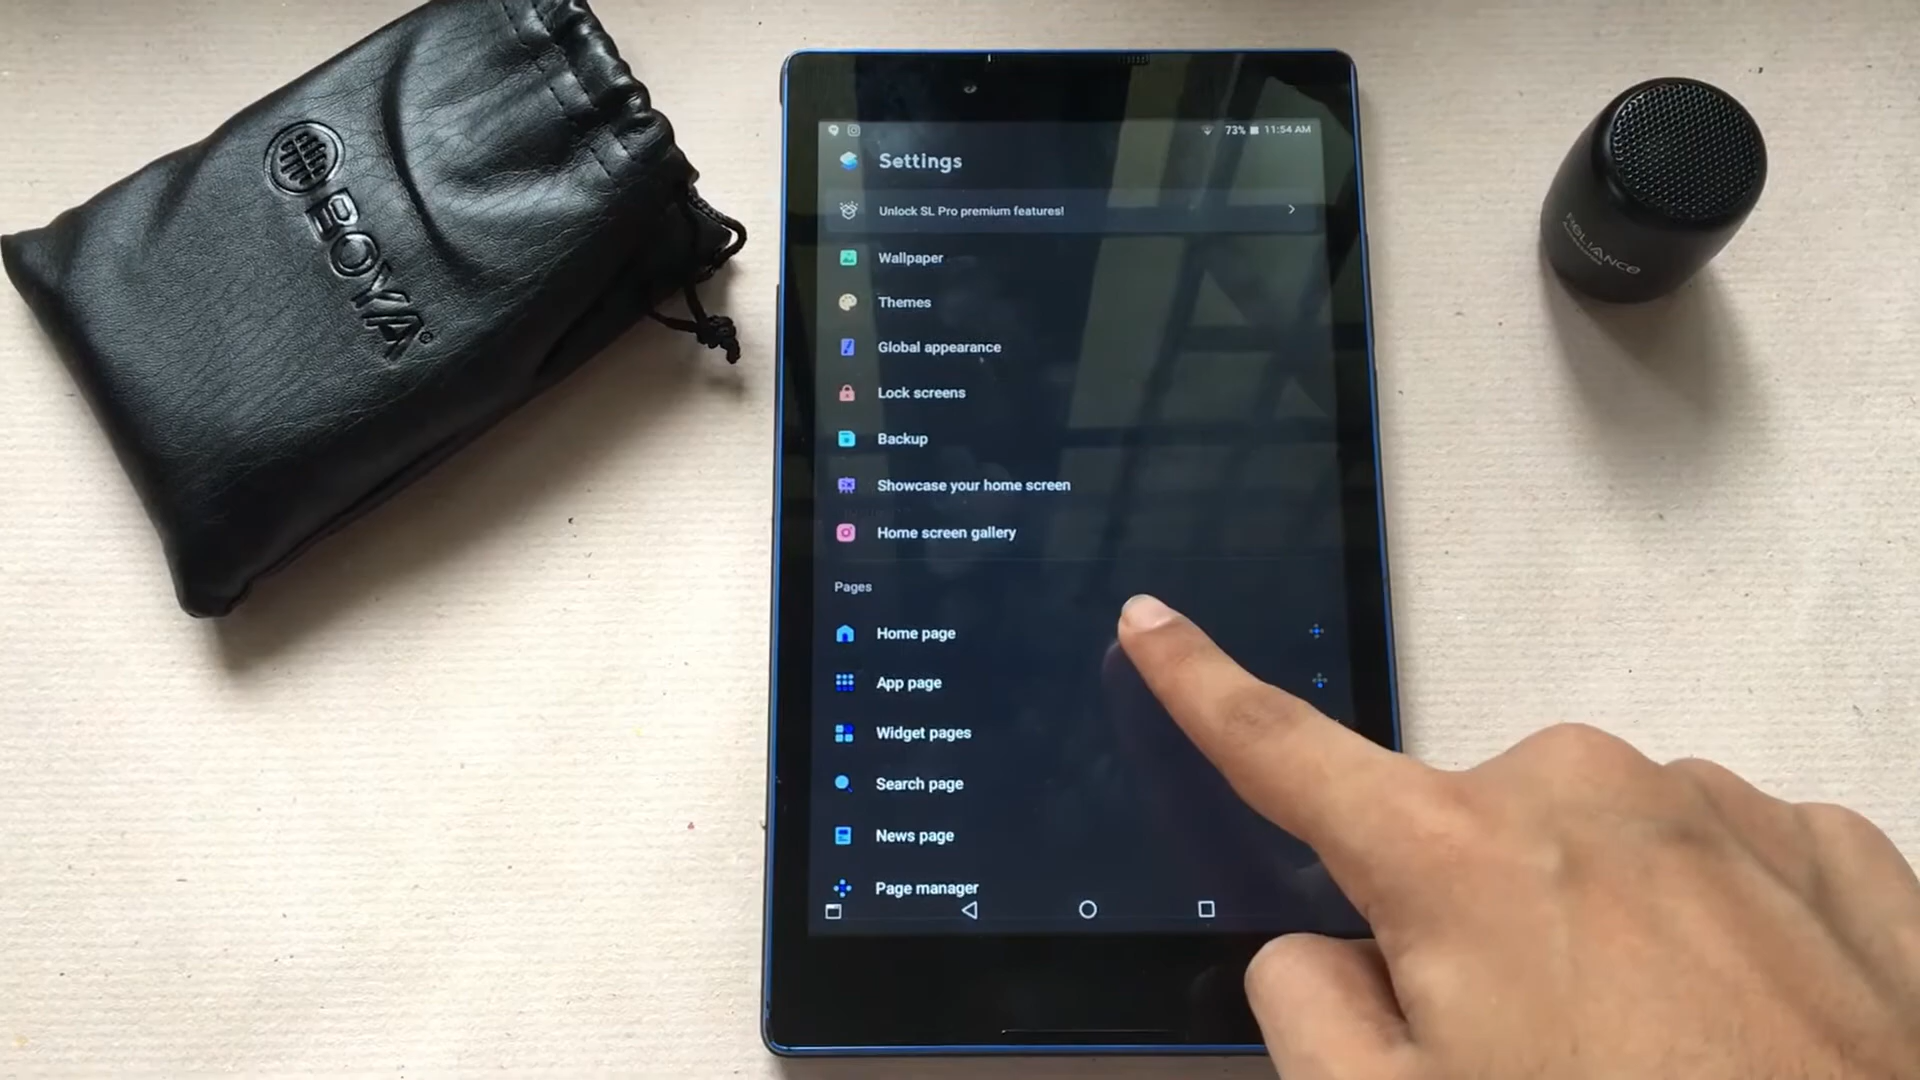 BOYA
73% 11:54 AM
Settings
Unlock SL Pro premium features!
Wallpaper
Themes
Global appearance
Lock screens
Backup
Showcase your home screen
Home screen gallery
Pages
Home page
App page
Widget pages
Search page
News page
Page manager
RELIANCE